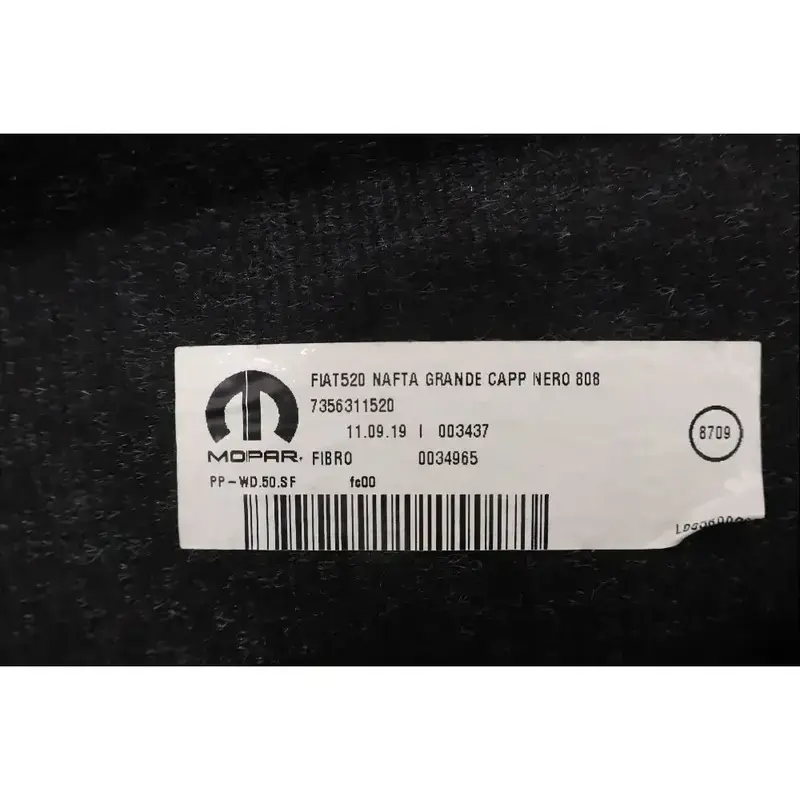 FIAT520 NAFTA GRANDE CAPP NERO 808
7356311520
11.09.19 I 003437
8709
MOPAR. FIBRO 0034965
PP-WD.50.SF fc00